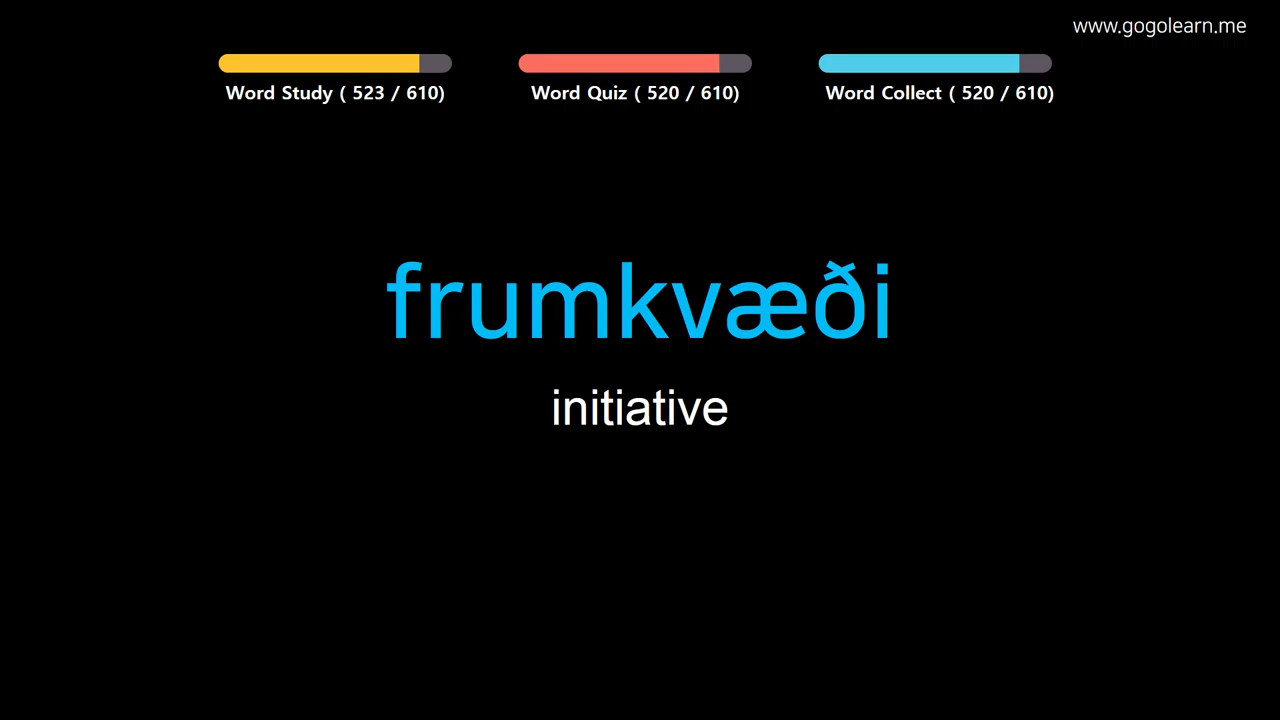 www.gogolearn.me
Word Study ( 523 / 610)
Word Quiz ( 520 / 610)
Word Collect ( 520 / 610)
frumkvæði
initiative